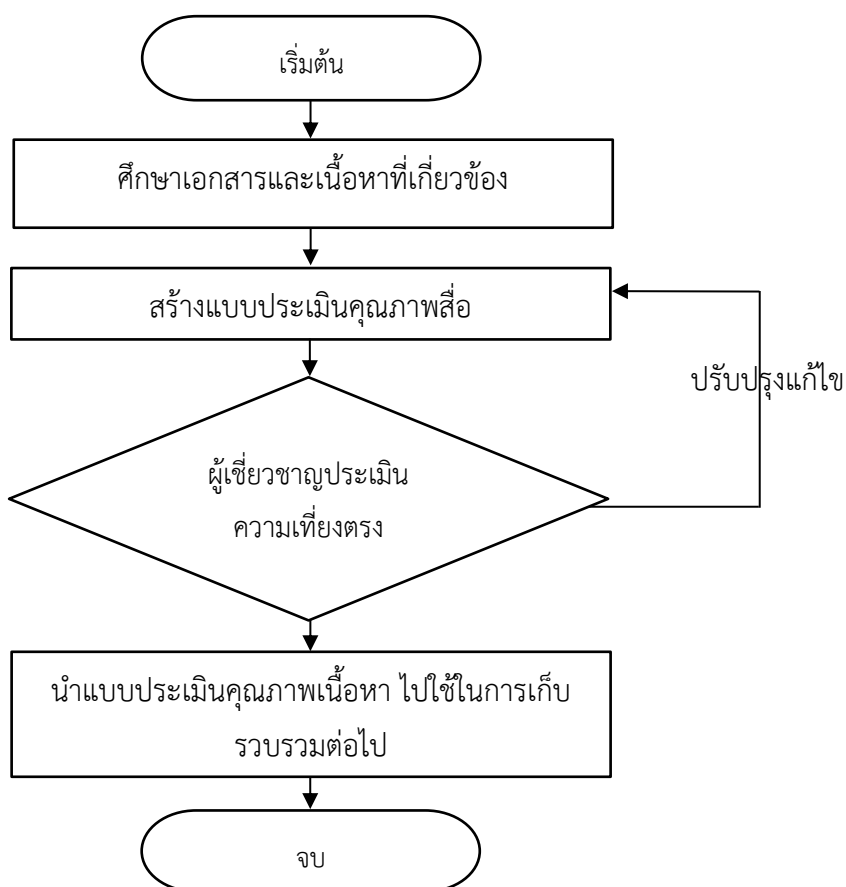 เริ่มต้น
ศึกษาเอกสารและเนื้อหาที่เกี่ยวข้อง
สร้างแบบประเมินคุณภาพสื่อ
ปรับปรุงแก้ไข
ผู้เชี่ยวชาญประเมิน
ความเที่ยงตรง
นำแบบประเมินคุณภาพเนื้อหา ไปใช้ในการเก็บ
รวบรวมต่อไป
จบ